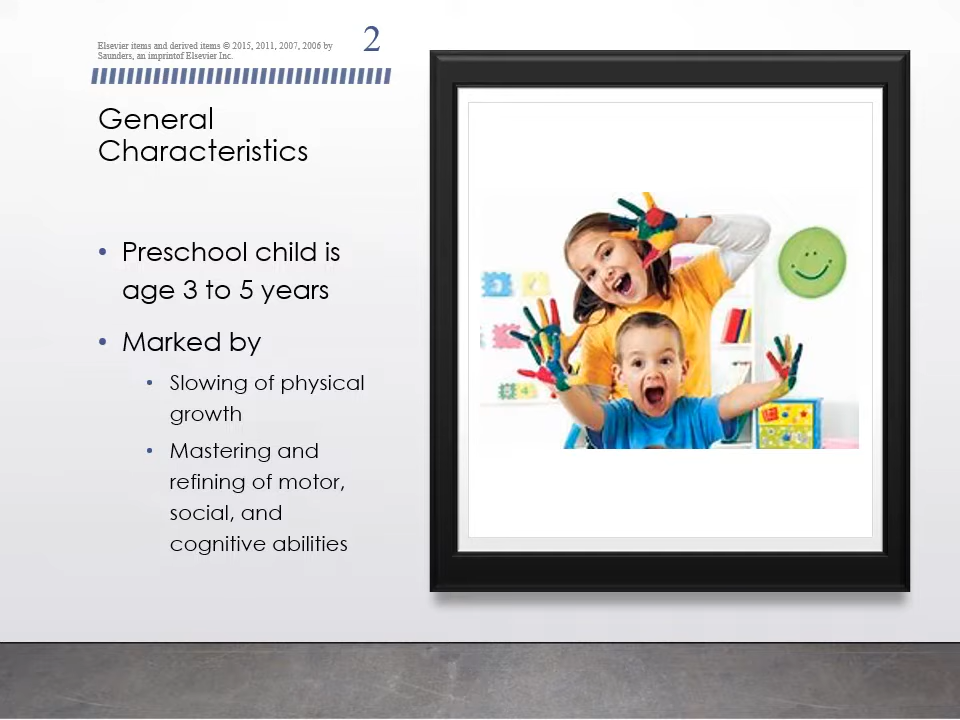 Elsevier items and derived items © 2015, 2011, 2007, 2006 by
Saunders, an imprintof Elsevier Inc.
2
General
Characteristics
• Preschool child is
age 3 to 5 years
• Marked by
• Slowing of physical
growth
• Mastering and
refining of motor,
social, and
cognitive abilities